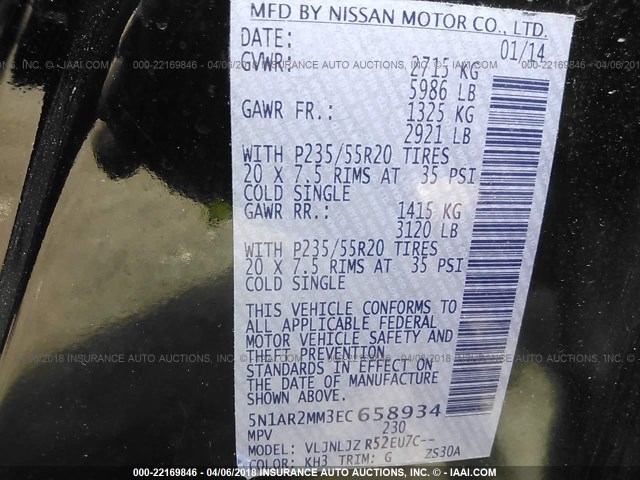 MFD BY NISSAN MOTOR CO., LTD.
DATE: 01/14
GVWR: 2715 KG
5986 LB
GAWR FR.: 1325 KG
2921 LB
WITH P235/55R20 TIRES
20 X 7.5 RIMS AT 35 PSI
COLD SINGLE
GAWR RR.: 1415 KG
3120 LB
WITH P235/55R20 TIRES
20 X 7.5 RIMS AT 35 PSI
COLD SINGLE
THIS VEHICLE CONFORMS TO
ALL APPLICABLE FEDERAL
MOTOR VEHICLE SAFETY AND
THEFT PREVENTION
STANDARDS IN EFFECT ON
THE DATE OF MANUFACTURE
SHOWN ABOVE.
5N1AR2MM3EC658934
MPV 230
MODEL: VLJNLJZ R52EU7C--
COLOR: KH3 TRIM: G ZS30A
000-22169846 - 04/06/2018 INSURANCE AUTO AUCTIONS, INC. - IAAI.COM